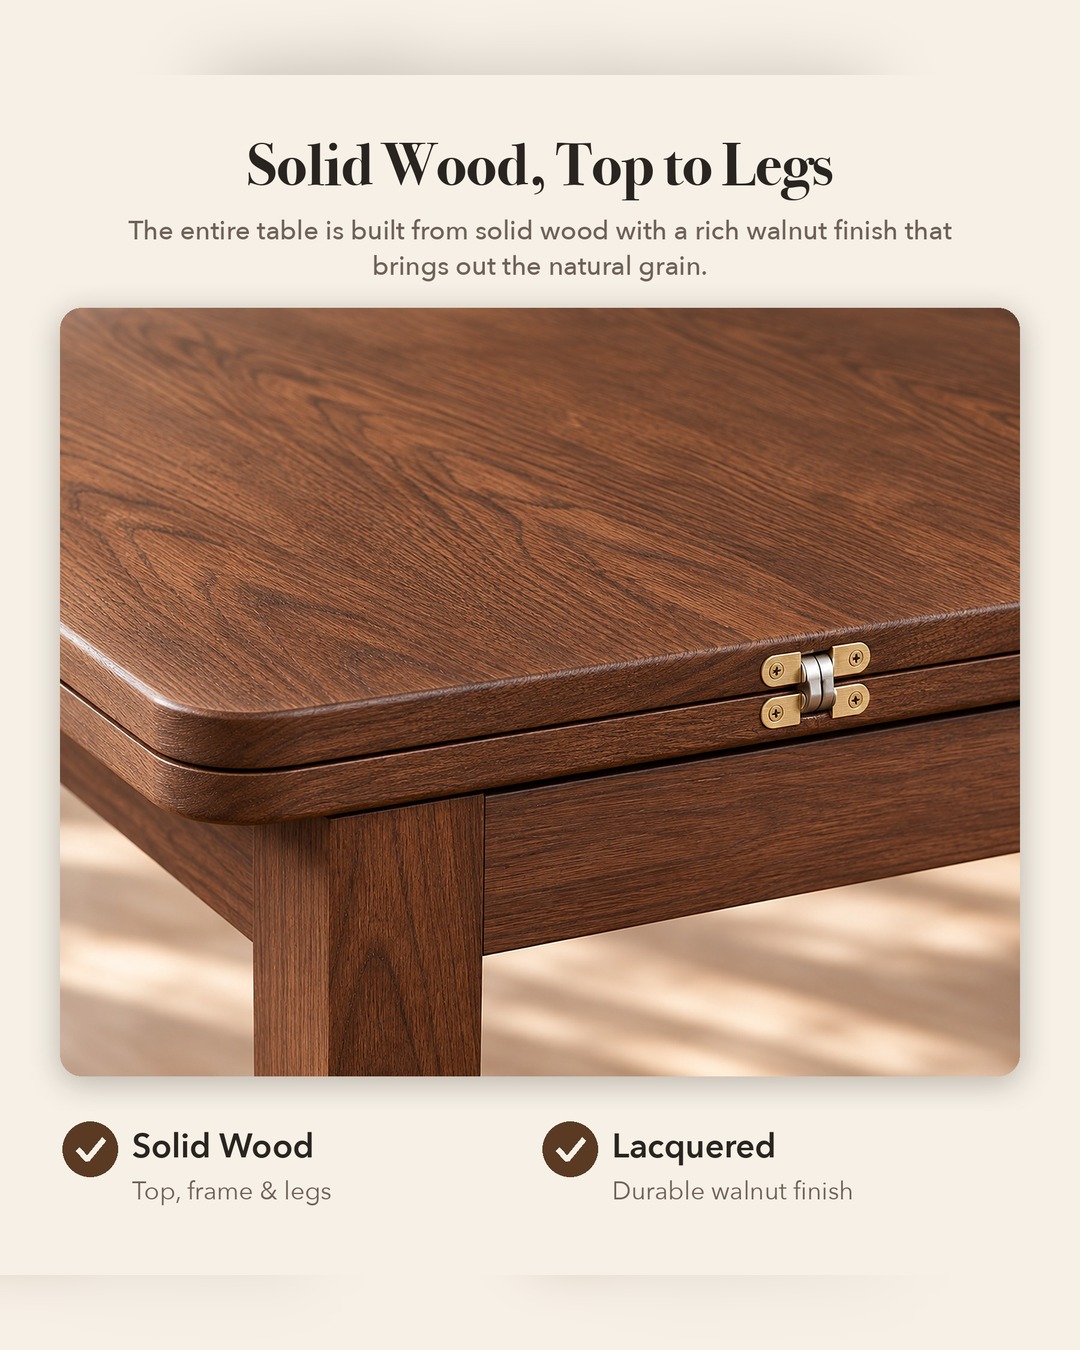 Solid Wood, Top to Legs
The entire table is built from solid wood with a rich walnut finish that
brings out the natural grain.
Solid Wood
Top, frame & legs
Lacquered
Durable walnut finish